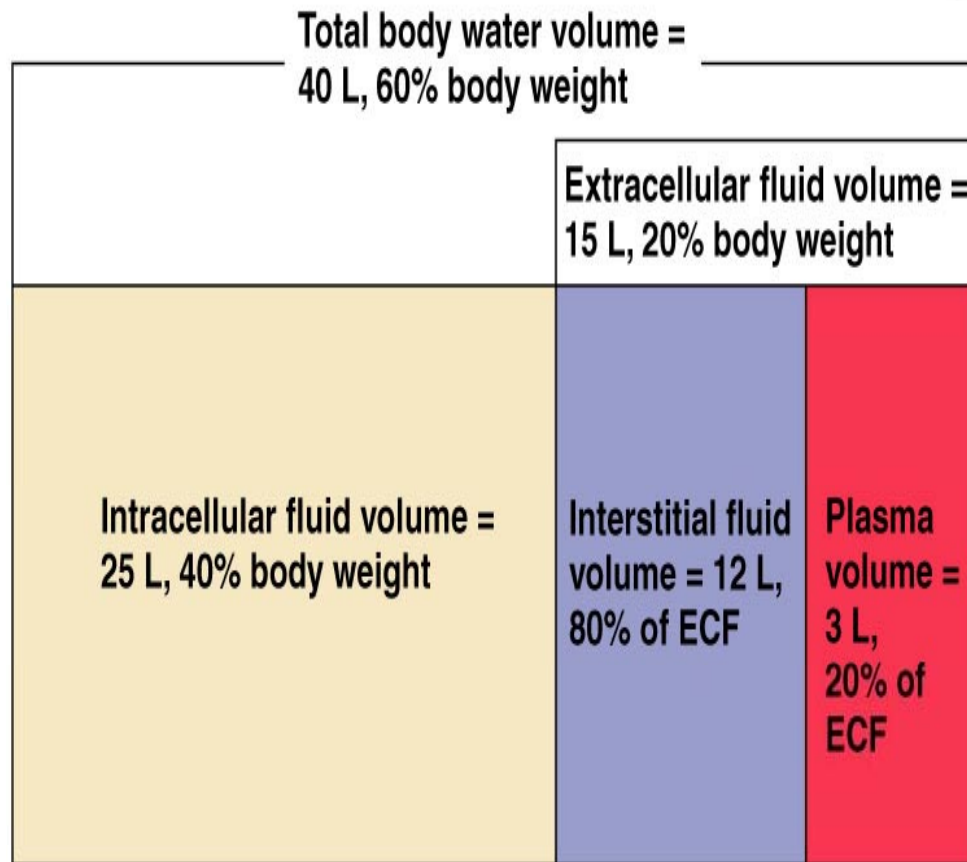 Total body water volume =
40 L, 60% body weight
Extracellular fluid volume =
15 L, 20% body weight
Intracellular fluid volume =
25 L, 40% body weight
Interstitial fluid
volume = 12 L,
80% of ECF
Plasma
volume =
3 L,
20% of
ECF